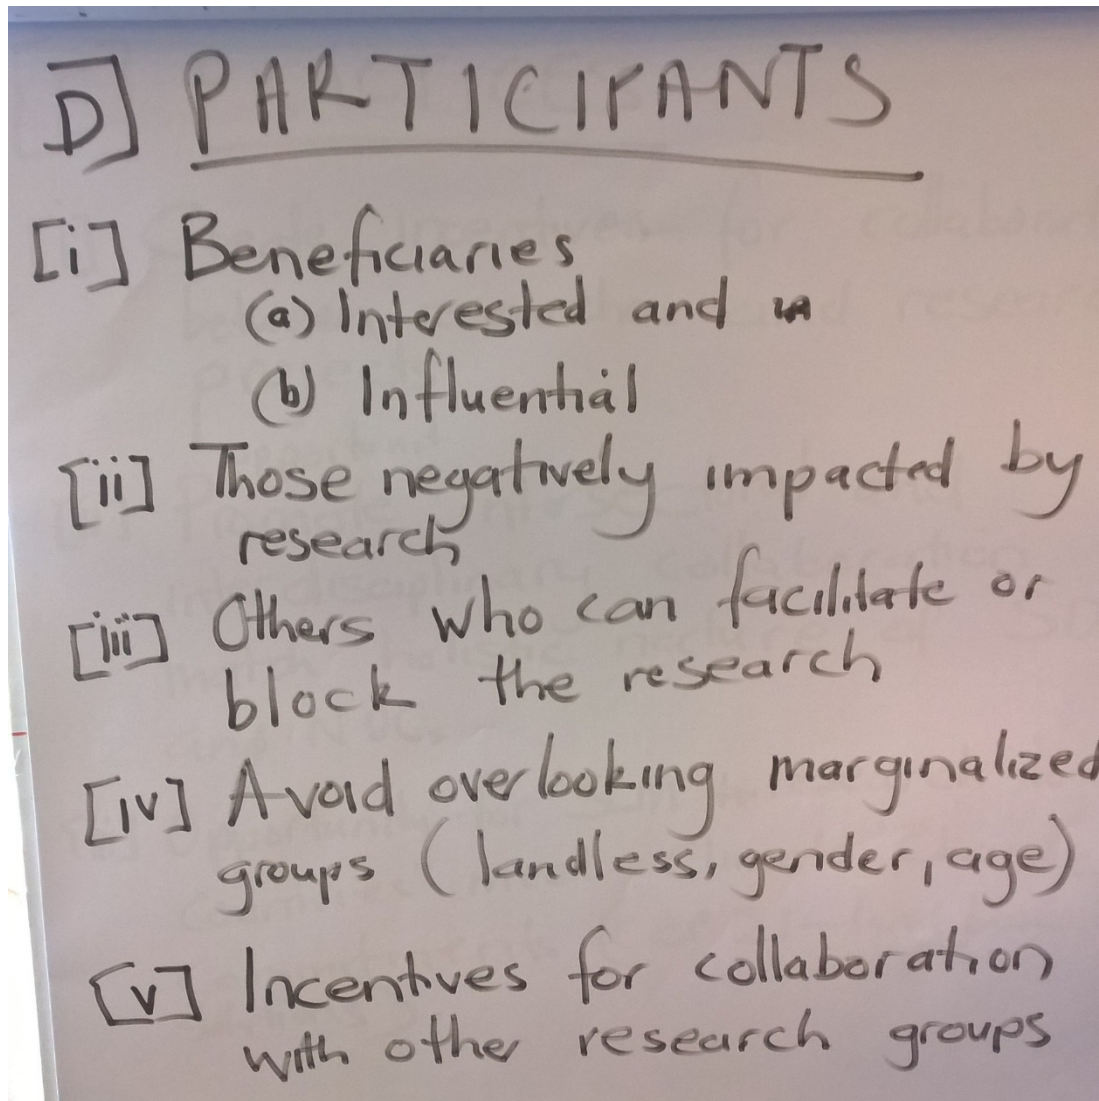 D] PARTICIPANTS
[i] Beneficiaries
(a) Interested and
(b) Influential
[ii] Those negatively impacted by
research
[iii] Others who can facilitate or
block the research
[iv] Avoid overlooking marginalized
groups (landless, gender, age)
[v] Incentives for collaboration
with other research groups